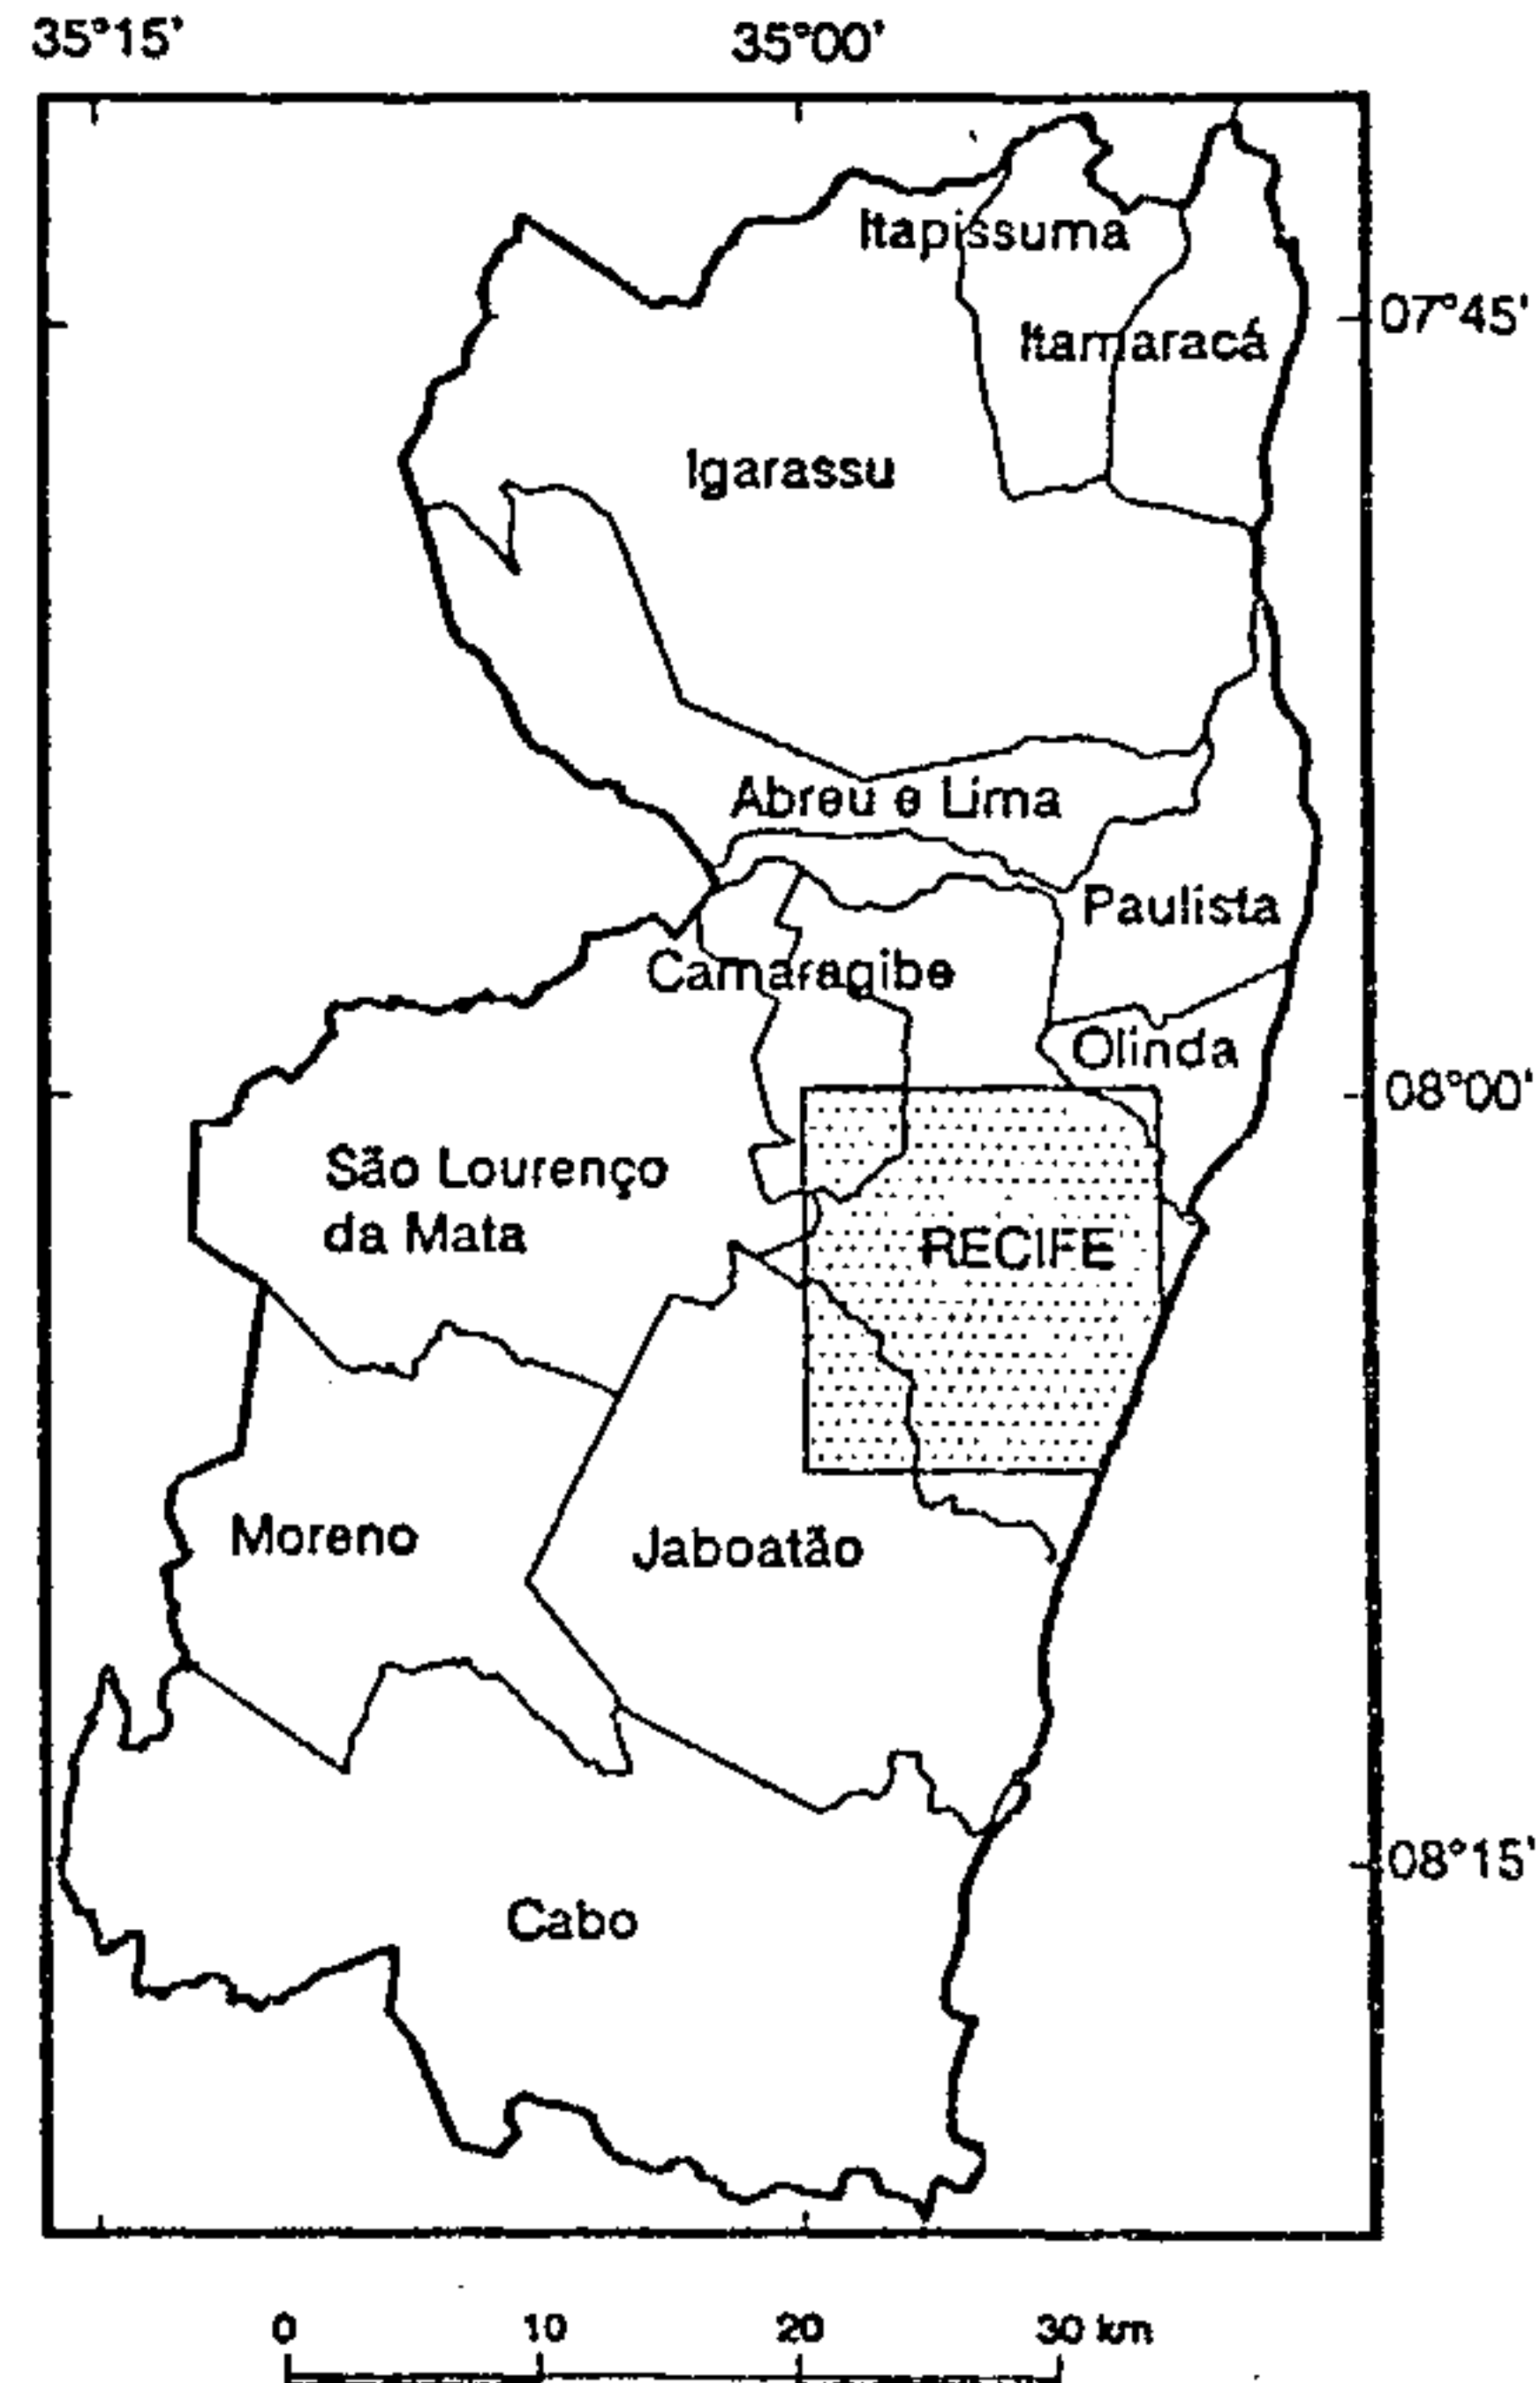 35°15' 35°00'
Itapissuma
07°45'
Itamaracá
Igarassu
Abreu e Lima
Paulista
Camaragibe
Olinda
08°00'
São Lourenço
da Mata
RECIFE
Moreno
Jaboatão
08°15'
Cabo
0 10 20 30 km